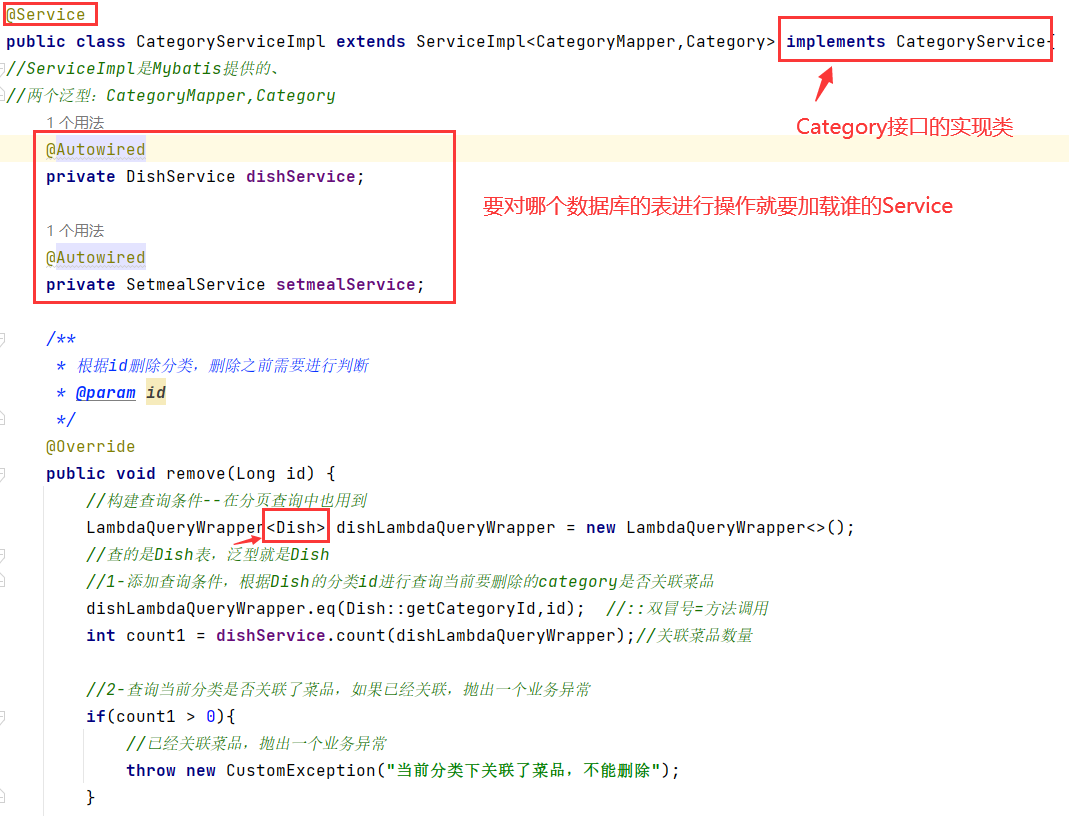 @Service
public class CategoryServiceImpl extends ServiceImpl<CategoryMapper,Category> implements CategoryService{
//ServiceImpl是Mybatis提供的、
//两个泛型：CategoryMapper,Category
1 个用法
Category接口的实现类
@Autowired
private DishService dishService;
要对哪个数据库的表进行操作就要加载谁的Service
1 个用法
@Autowired
private SetmealService setmealService;
/**
* 根据id删除分类，删除之前需要进行判断
* @param id
*/
@Override
public void remove(Long id) {
//构建查询条件--在分页查询中也用到
LambdaQueryWrapper<Dish> dishLambdaQueryWrapper = new LambdaQueryWrapper<>();
//查的是Dish表，泛型就是Dish
//1-添加查询条件，根据Dish的分类id进行查询当前要删除的category是否关联菜品
dishLambdaQueryWrapper.eq(Dish::getCategoryId,id); //::双冒号=方法调用
int count1 = dishService.count(dishLambdaQueryWrapper);//关联菜品数量
//2-查询当前分类是否关联了菜品，如果已经关联，抛出一个业务异常
if(count1 > 0){
//已经关联菜品，抛出一个业务异常
throw new CustomException("当前分类下关联了菜品，不能删除");
}